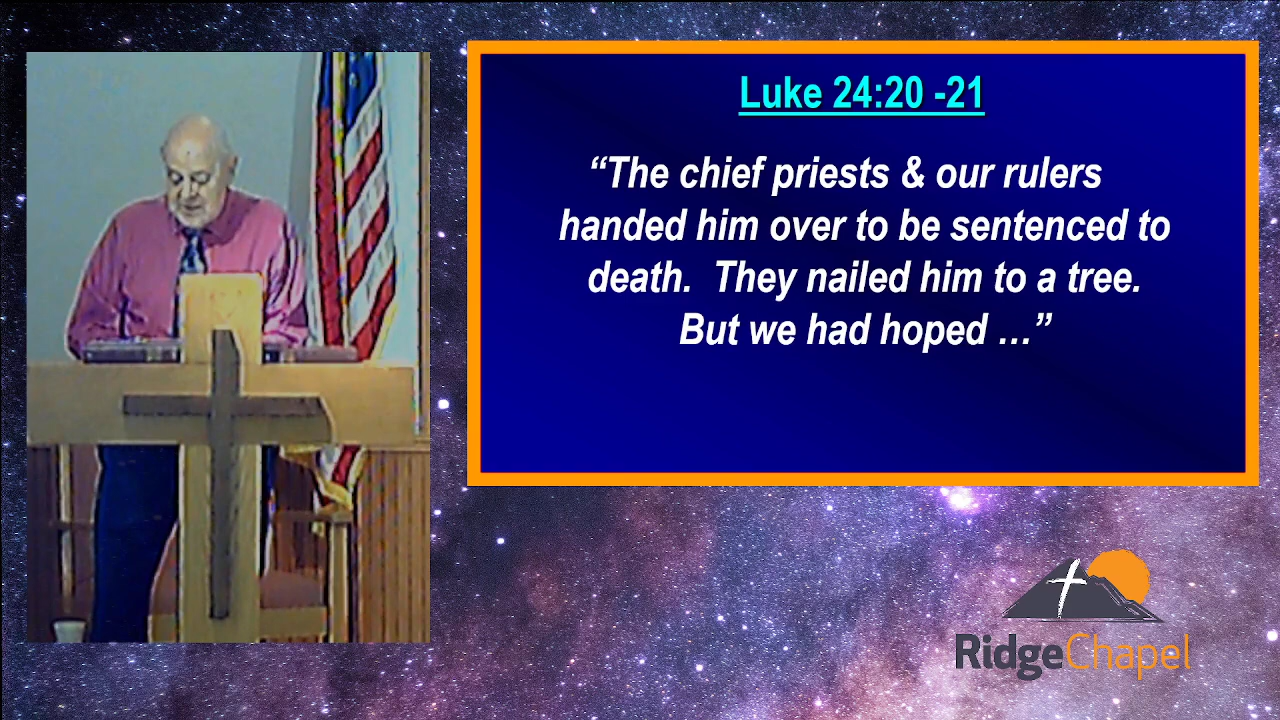 Luke 24:20 -21
“The chief priests & our rulers
handed him over to be sentenced to
death.  They nailed him to a tree.
But we had hoped …”
RidgeChapel